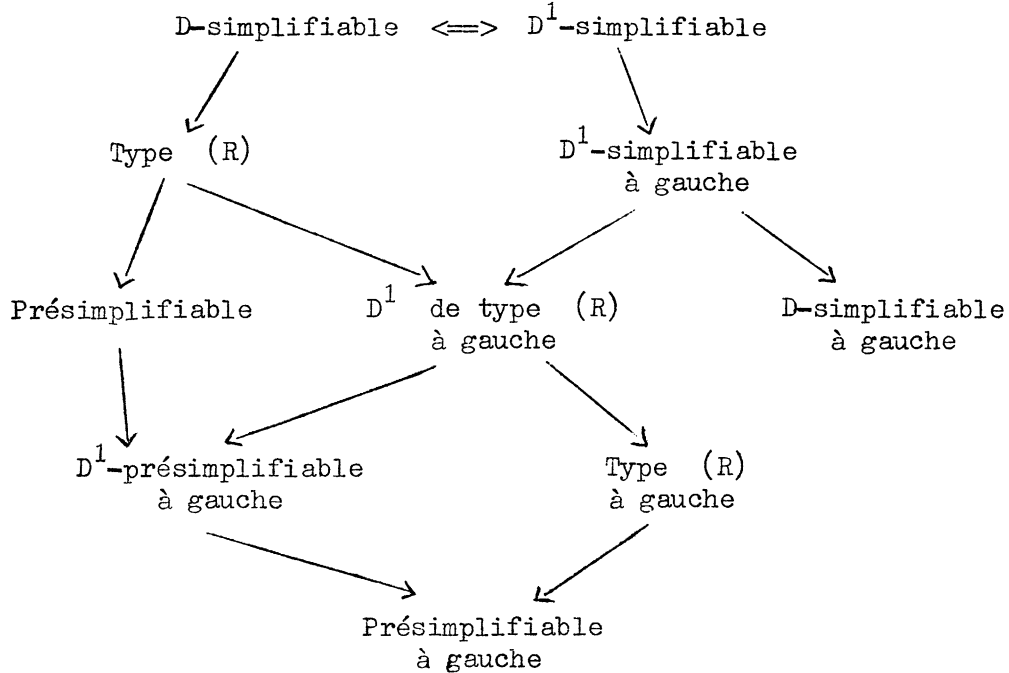 D-simplifiable <==> D¹-simplifiable
Type (R)
D¹-simplifiable
à gauche
Présimplifiable
D¹ de type (R)
à gauche
D-simplifiable
à gauche
D¹-présimplifiable
à gauche
Type (R)
à gauche
Présimplifiable
à gauche